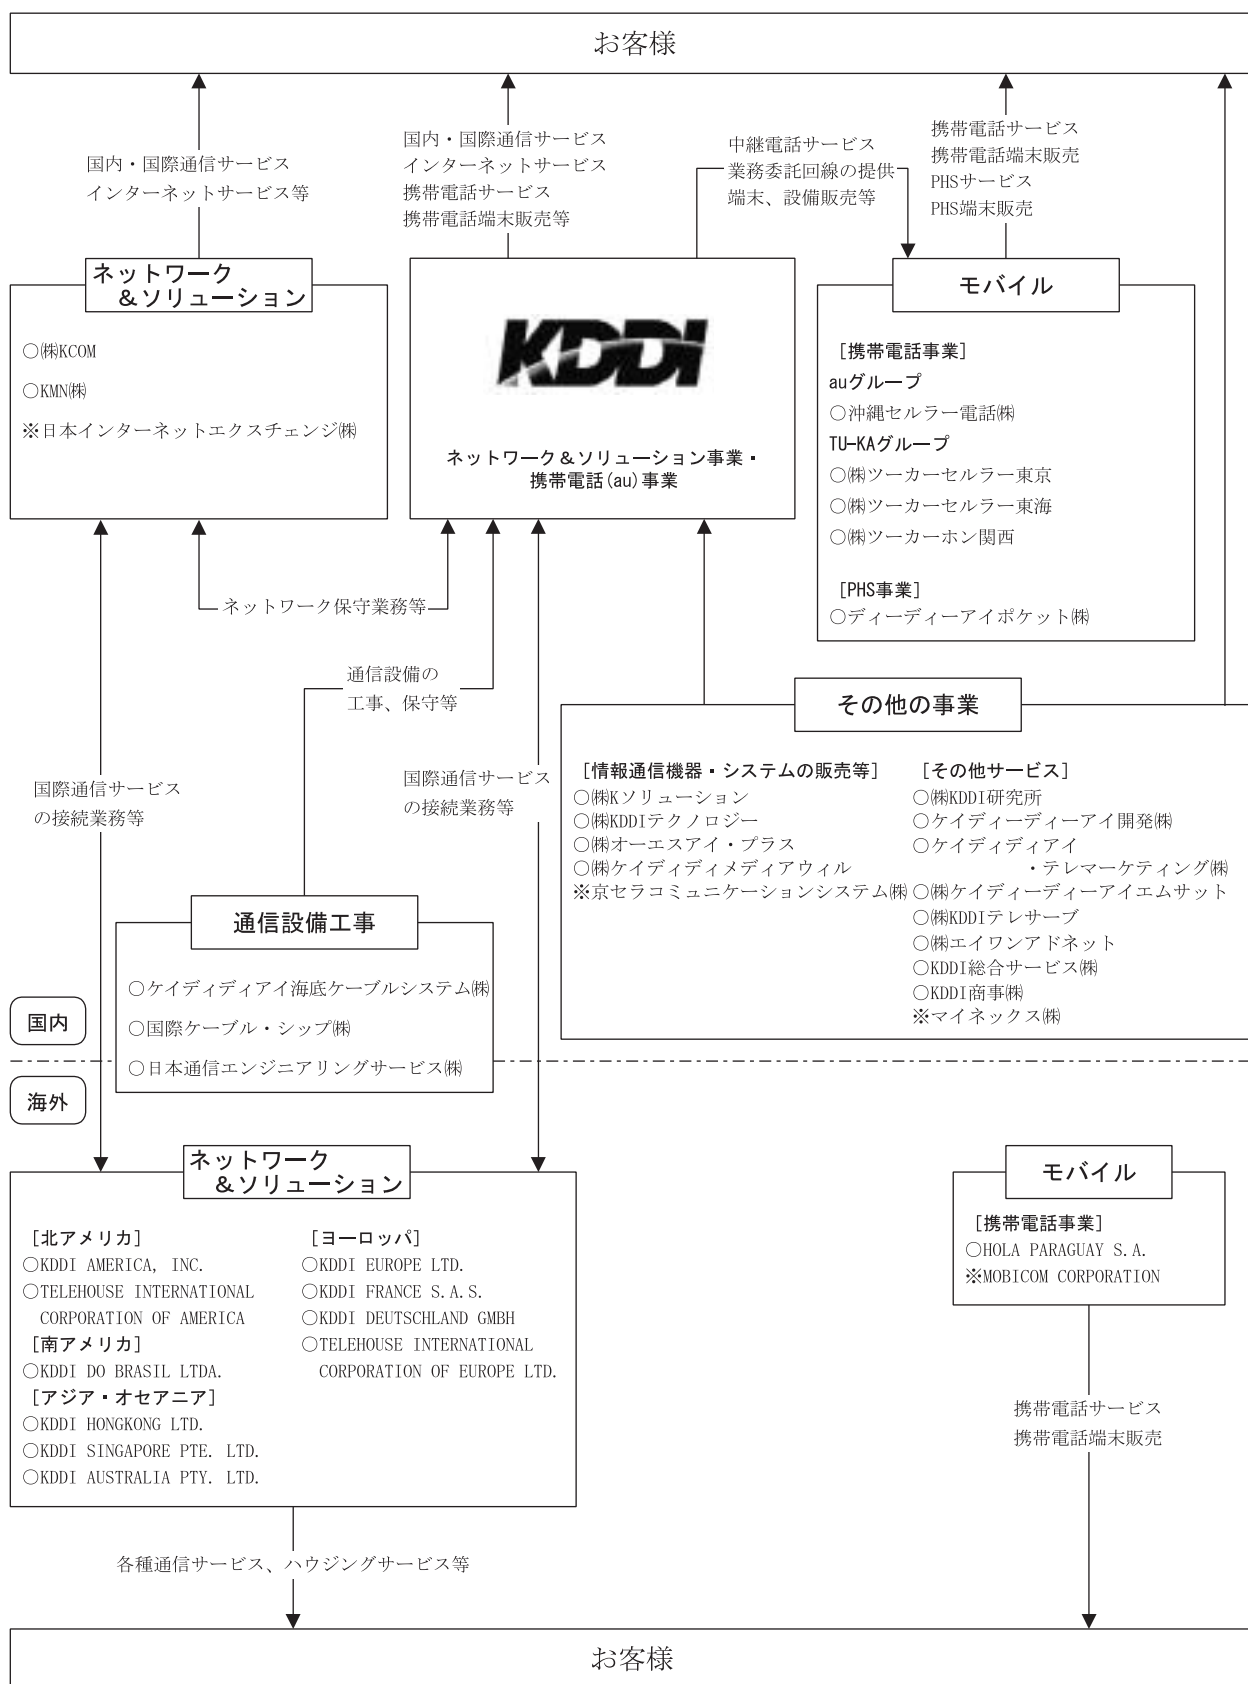 お客様
国内・国際通信サービス
インターネットサービス等
国内・国際通信サービス
インターネットサービス
携帯電話サービス
携帯電話端末販売等
中継電話サービス
業務委託回線の提供
端末、設備販売等
携帯電話サービス
携帯電話端末販売
PHSサービス
PHS端末販売
ネットワーク
&ソリューション
○㈱KCOM
○KMN㈱
※日本インターネットエクスチェンジ㈱
KDDI
ネットワーク&ソリューション事業・
携帯電話(au)事業
モバイル
[携帯電話事業]
auグループ
○沖縄セルラー電話㈱
TU-KAグループ
○㈱ツーカーセルラー東京
○㈱ツーカーセルラー東海
○㈱ツーカーホン関西
[PHS事業]
○ディーディーアイポケット㈱
ネットワーク保守業務等
通信設備の
工事、保守等
国際通信サービス
の接続業務等
国際通信サービス
の接続業務等
その他の事業
[情報通信機器・システムの販売等]
○㈱Kソリューション
○㈱KDDIテクノロジー
○㈱オーエスアイ・プラス
○㈱ケイディディメディアウィル
※京セラコミュニケーションシステム㈱
[その他サービス]
○㈱KDDI研究所
○ケイディーディーアイ開発㈱
○ケイディディアイ
・テレマーケティング㈱
○㈱ケイディーディーアイエムサット
○㈱KDDIテレサーブ
○㈱エイワンアドネット
○KDDI総合サービス㈱
○KDDI商事㈱
※マイネックス㈱
通信設備工事
○ケイディディアイ海底ケーブルシステム㈱
○国際ケーブル・シップ㈱
○日本通信エンジニアリングサービス㈱
国内
海外
ネットワーク
&ソリューション
[北アメリカ]
○KDDI AMERICA, INC.
○TELEHOUSE INTERNATIONAL
CORPORATION OF AMERICA
[南アメリカ]
○KDDI DO BRASIL LTDA.
[アジア・オセアニア]
○KDDI HONGKONG LTD.
○KDDI SINGAPORE PTE. LTD.
○KDDI AUSTRALIA PTY. LTD.
[ヨーロッパ]
○KDDI EUROPE LTD.
○KDDI FRANCE S.A.S.
○KDDI DEUTSCHLAND GMBH
○TELEHOUSE INTERNATIONAL
CORPORATION OF EUROPE LTD.
モバイル
[携帯電話事業]
○HOLA PARAGUAY S.A.
※MOBICOM CORPORATION
携帯電話サービス
携帯電話端末販売
各種通信サービス、ハウジングサービス等
お客様